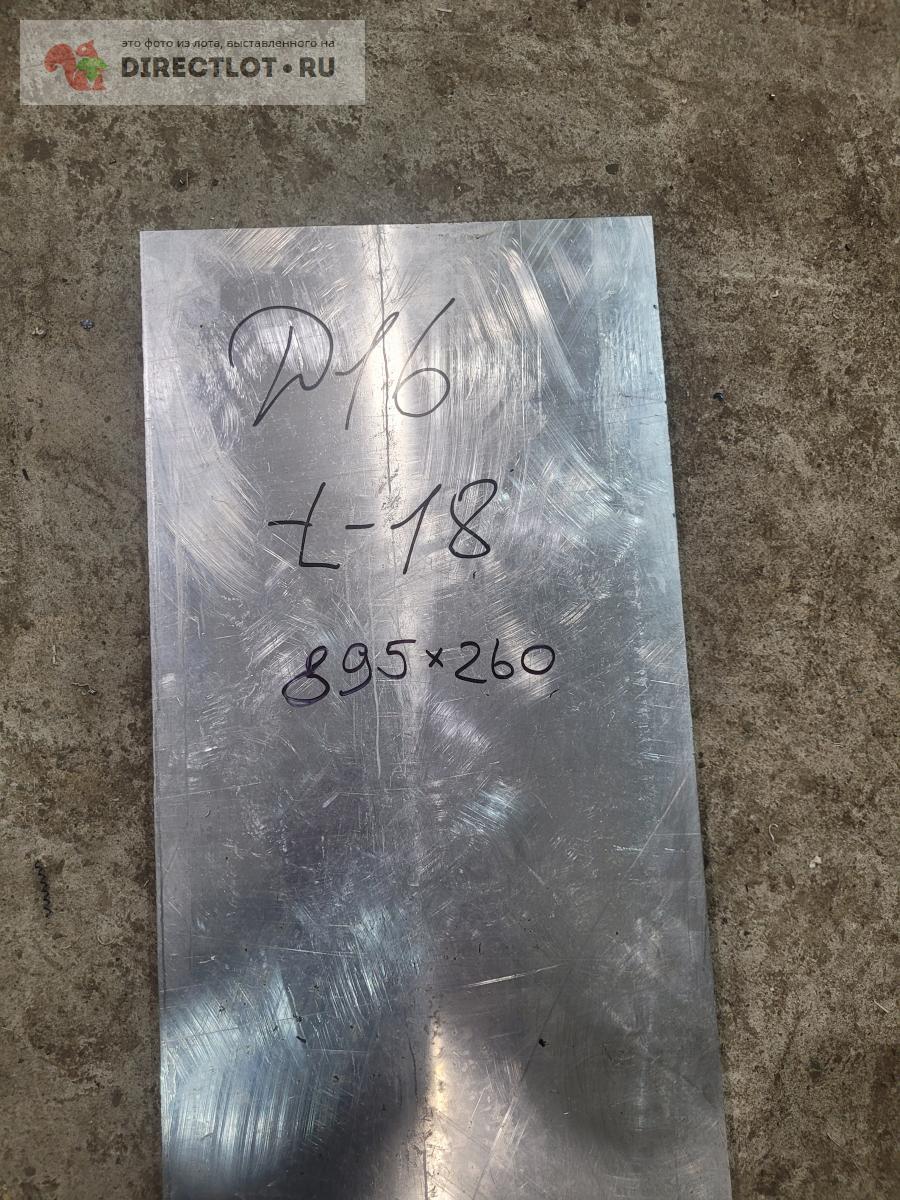 это фото из лота, выставленного на
DIRECTLOT•RU
Д16
t-18
895×260